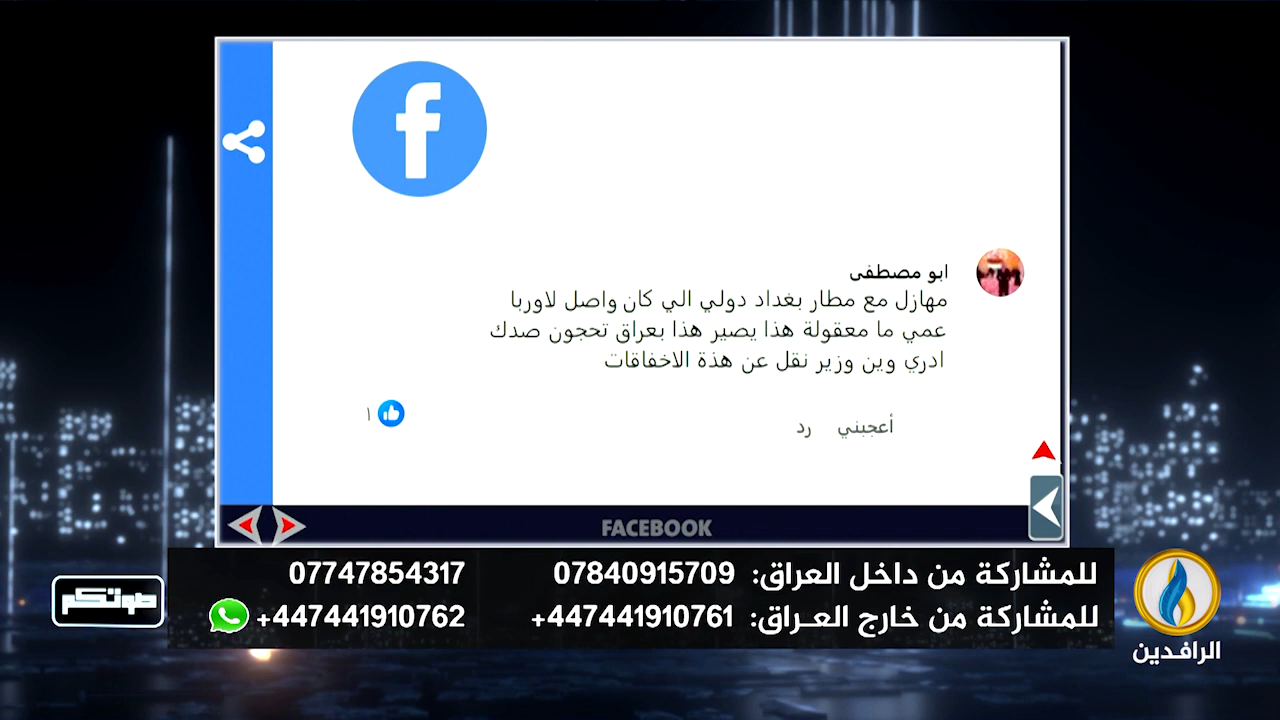 ابو مصطفى
مهازل مع مطار بغداد دولي الي كان واصل لاوربا
عمي ما معقولة هذا يصير هذا بعراق تحجون صدك
ادري وين وزير نقل عن هذة الاخفاقات
أعجبني رد
١
FACEBOOK
للمشاركة من داخل العراق: 07840915709 07747854317
للمشاركة من خارج العـراق: 447441910761+ 447441910762+
صوتكم
الرافدين